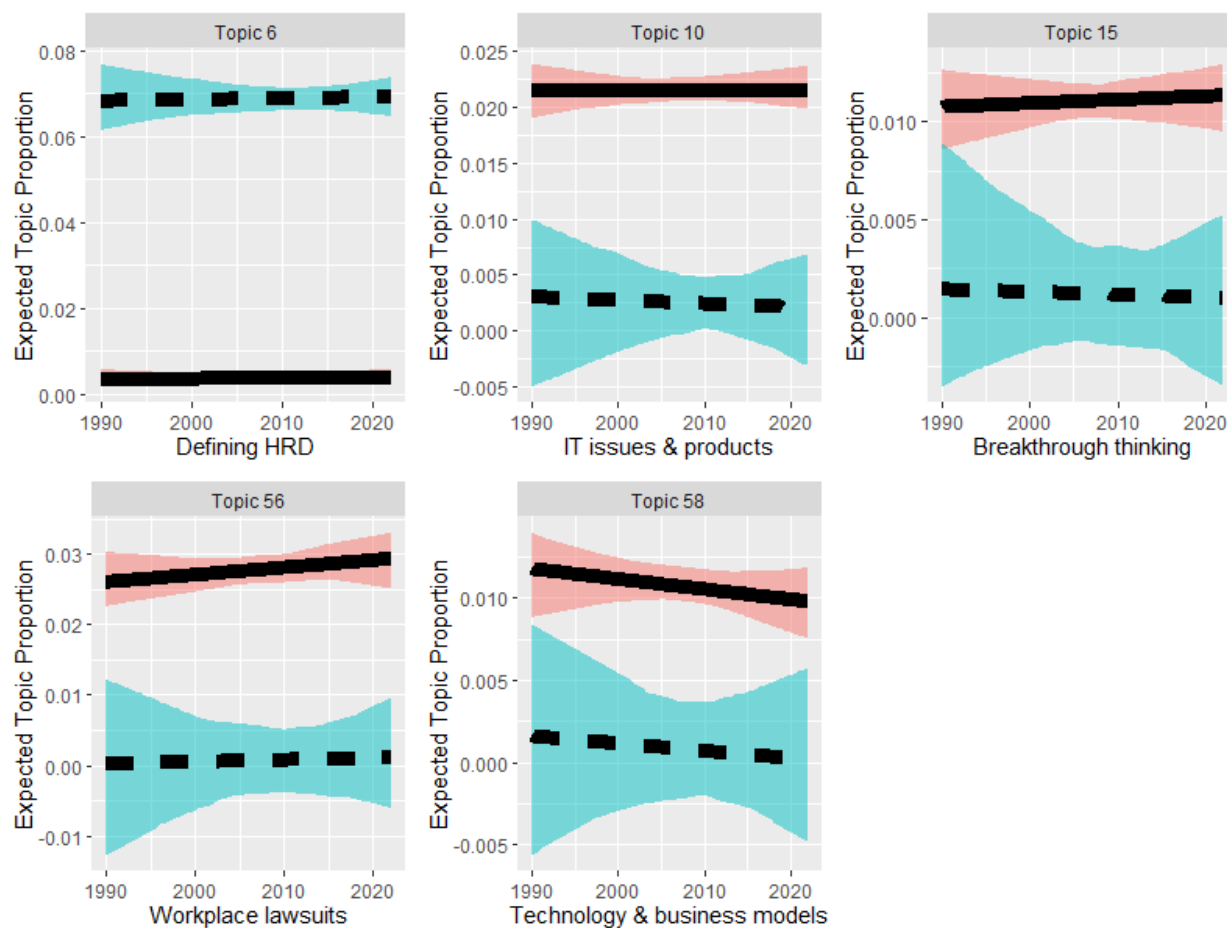 Topic 6
Expected Topic Proportion
0.08
0.06
0.04
0.02
0.00
1990 2000 2010 2020
Defining HRD
Topic 10
Expected Topic Proportion
0.025
0.020
0.015
0.010
0.005
0.000
-0.005
1990 2000 2010 2020
IT issues & products
Topic 15
Expected Topic Proportion
0.010
0.005
0.000
1990 2000 2010 2020
Breakthrough thinking
Topic 56
Expected Topic Proportion
0.03
0.02
0.01
0.00
-0.01
1990 2000 2010 2020
Workplace lawsuits
Topic 58
Expected Topic Proportion
0.010
0.005
0.000
-0.005
1990 2000 2010 2020
Technology & business models